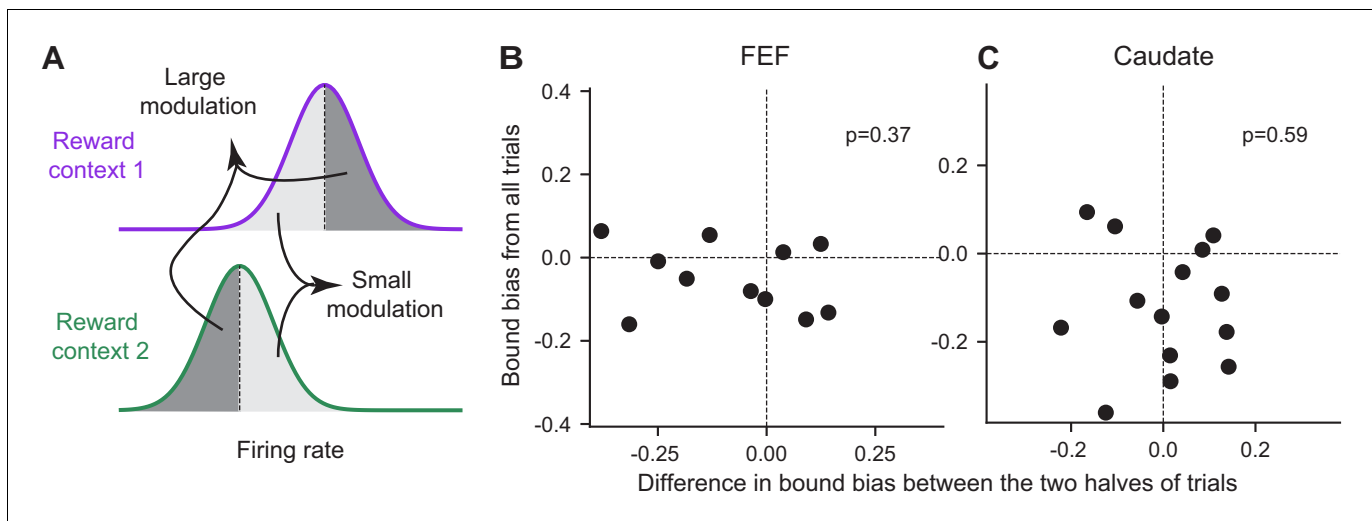 A
Large
modulation
Reward
context 1
Reward
context 2
Small
modulation
Firing rate
B
FEF
p=0.37
Bound bias from all trials
0.4
0.2
0.0
-0.2
-0.4
-0.25
0.00
0.25
C
Caudate
p=0.59
0.2
0.0
-0.2
-0.2
0.0
0.2
Difference in bound bias between the two halves of trials